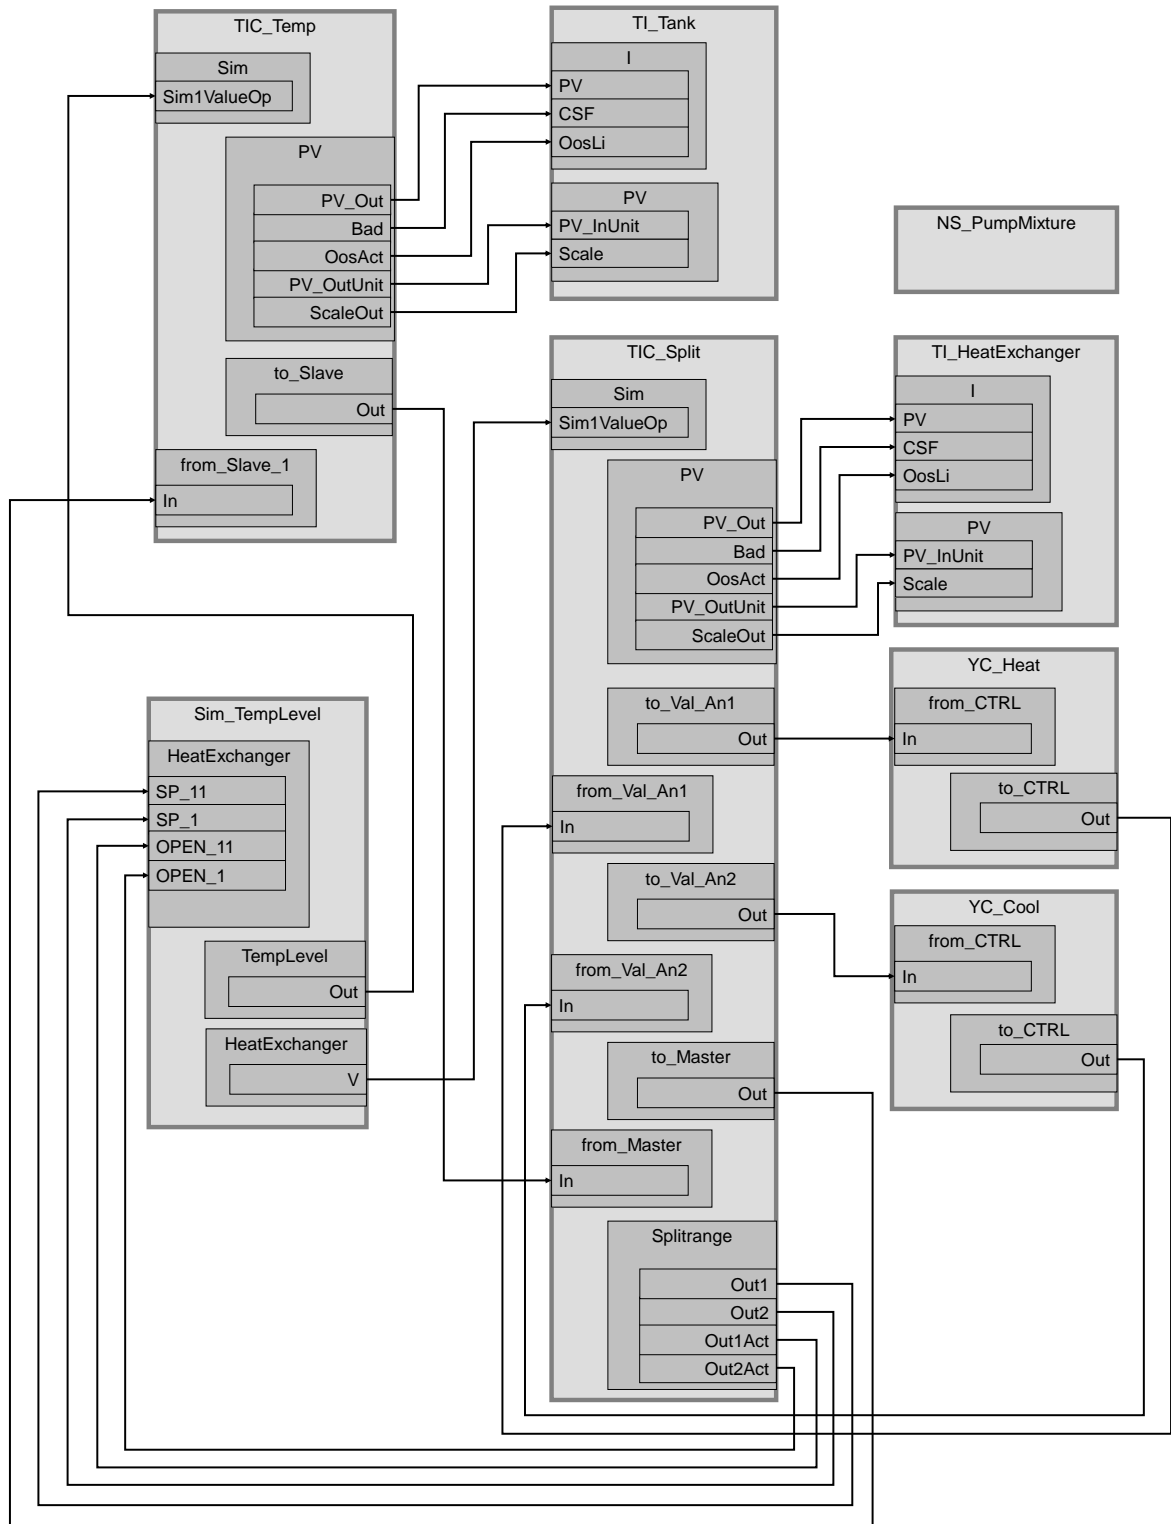 TIC_Temp
Sim
Sim1ValueOp
PV
PV_Out
Bad
OosAct
PV_OutUnit
ScaleOut
to_Slave
Out
from_Slave_1
In
TI_Tank
I
PV
CSF
OosLi
PV
PV_InUnit
Scale
NS_PumpMixture
TIC_Split
Sim
Sim1ValueOp
PV
PV_Out
Bad
OosAct
PV_OutUnit
ScaleOut
to_Val_An1
Out
from_Val_An1
In
to_Val_An2
Out
from_Val_An2
In
to_Master
Out
from_Master
In
Splitrange
Out1
Out2
Out1Act
Out2Act
TI_HeatExchanger
I
PV
CSF
OosLi
PV
PV_InUnit
Scale
YC_Heat
from_CTRL
In
to_CTRL
Out
YC_Cool
from_CTRL
In
to_CTRL
Out
Sim_TempLevel
HeatExchanger
SP_11
SP_1
OPEN_11
OPEN_1
TempLevel
Out
HeatExchanger
V